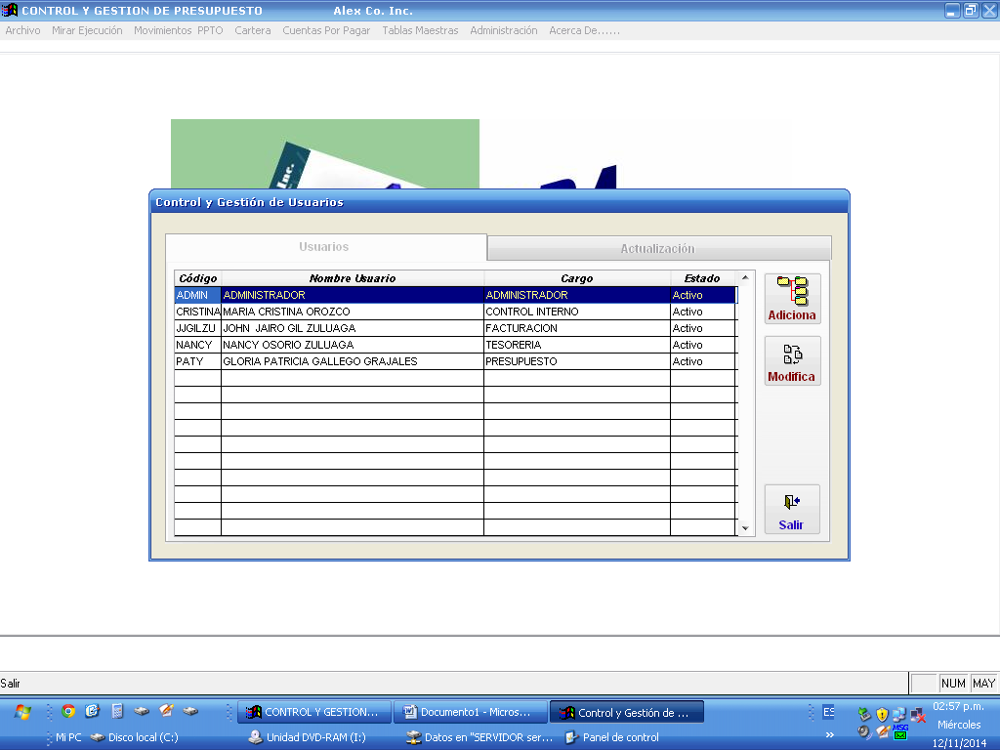 CONTROL Y GESTION DE PRESUPUESTO Alex Co. Inc.
Archivo Mirar Ejecución Movimientos PPTO Cartera Cuentas Por Pagar Tablas Maestras Administración Acerca De......
Inc.
Control y Gestión de Usuarios
Usuarios Actualización
Código Nombre Usuario Cargo Estado
ADMIN ADMINISTRADOR ADMINISTRADOR Activo
CRISTINA MARIA CRISTINA OROZCO CONTROL INTERNO Activo
JJGILZU JOHN JAIRO GIL ZULUAGA FACTURACION Activo
NANCY NANCY OSORIO ZULUAGA TESORERIA Activo
PATY GLORIA PATRICIA GALLEGO GRAJALES PRESUPUESTO Activo
Adiciona
Modifica
Salir
Salir NUM MAY
CONTROL Y GESTION... Documento1 - Micros... Control y Gestión de ... ES 02:57 p.m.
MSG Miércoles
Mi PC Disco local (C:) Unidad DVD-RAM (I:) Datos en "SERVIDOR ser... Panel de control » 12/11/2014